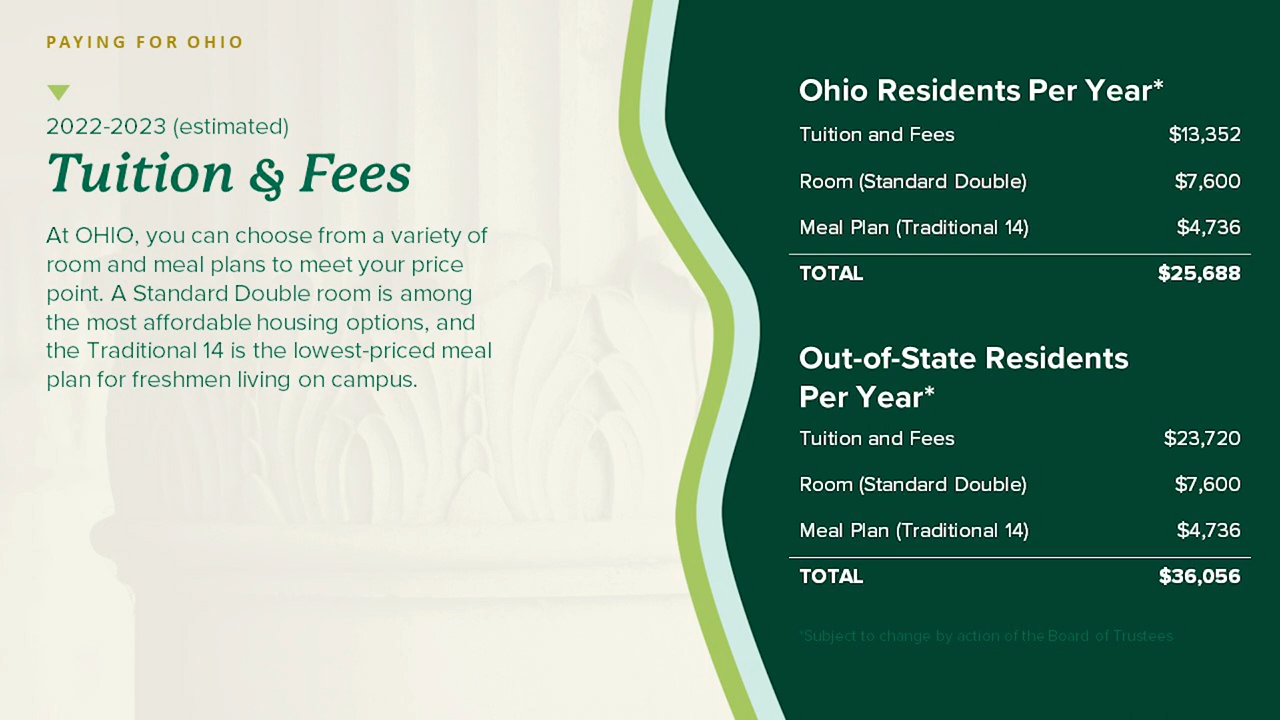 PAYING FOR OHIO
2022-2023 (estimated)
Tuition & Fees
At OHIO, you can choose from a variety of
room and meal plans to meet your price
point. A Standard Double room is among
the most affordable housing options, and
the Traditional 14 is the lowest-priced meal
plan for freshmen living on campus.
Ohio Residents Per Year*
Tuition and Fees $13,352
Room (Standard Double) $7,600
Meal Plan (Traditional 14) $4,736
TOTAL $25,688
Out-of-State Residents
Per Year*
Tuition and Fees $23,720
Room (Standard Double) $7,600
Meal Plan (Traditional 14) $4,736
TOTAL $36,056
*Subject to change by action of the Board of Trustees